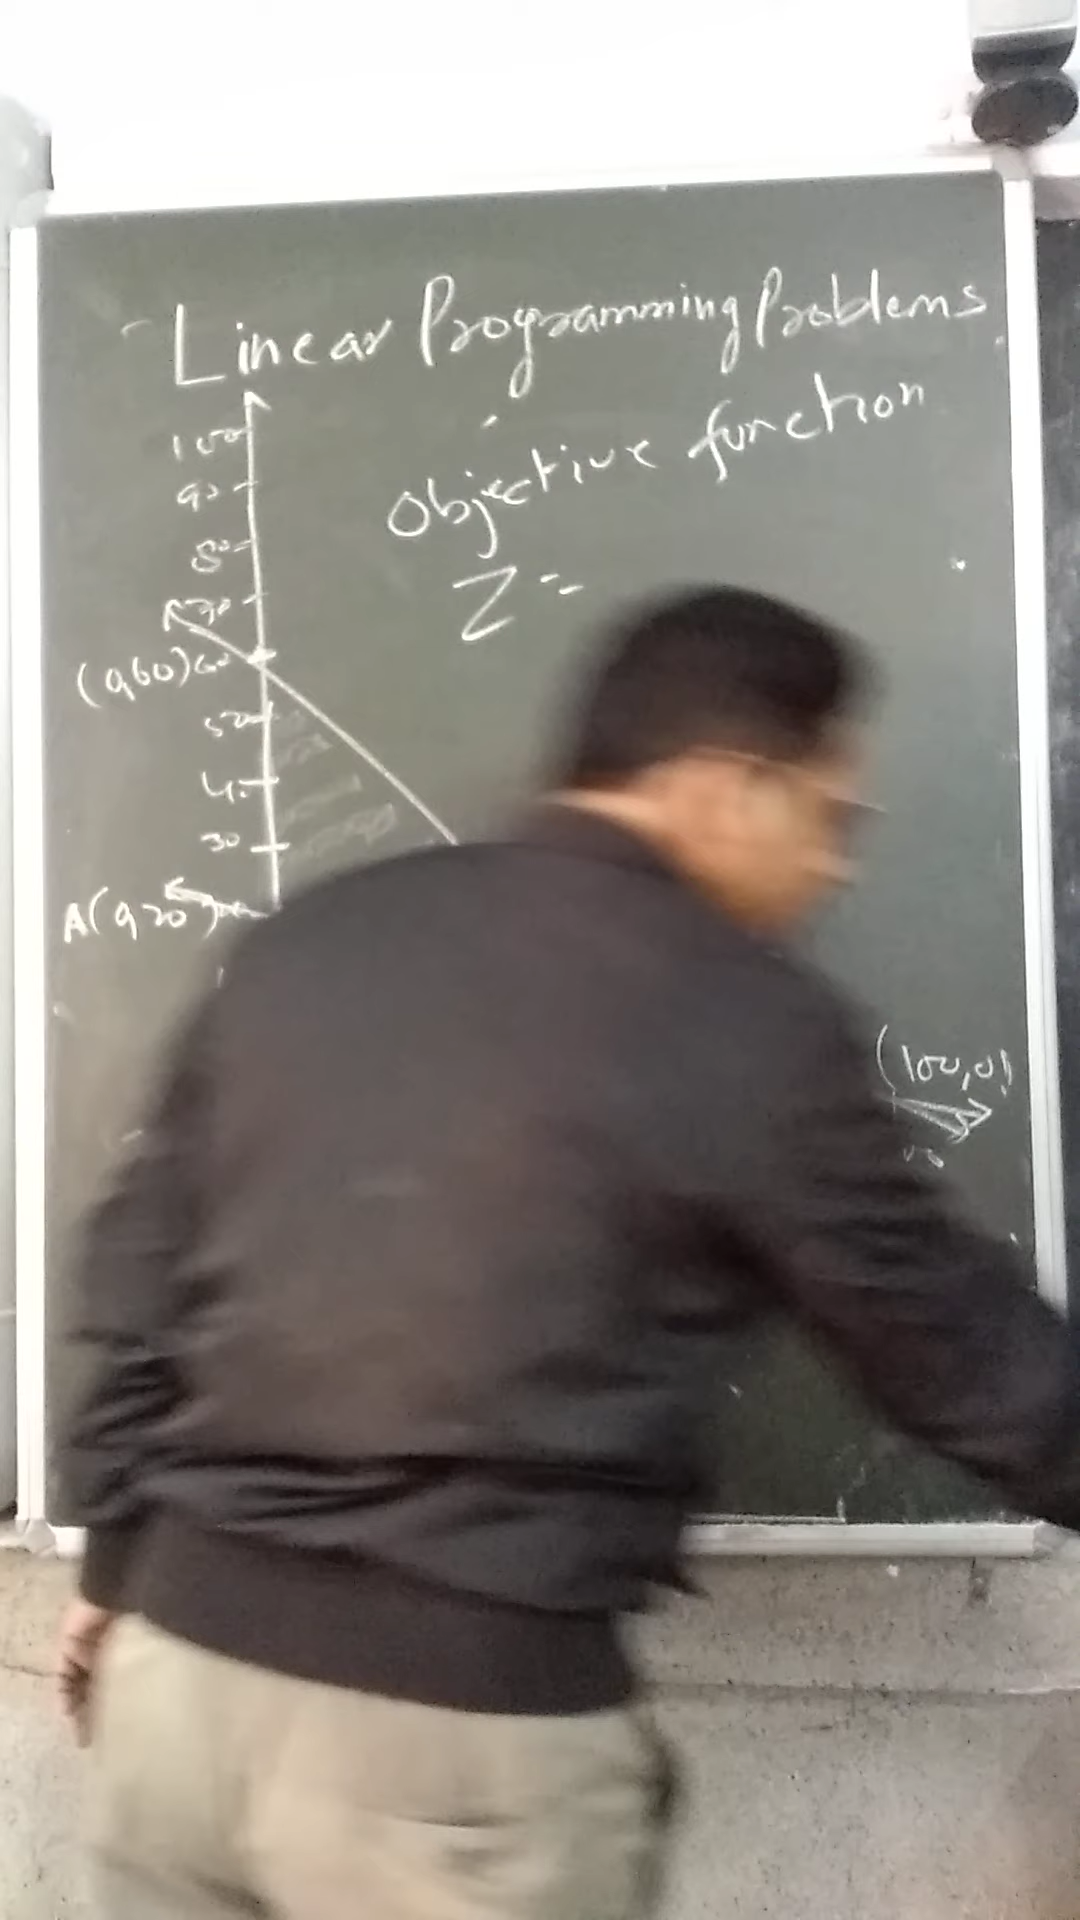 Linear Programming Problems
Objective function
Z =
100
90
80
70
(0,60) 60
50
40
30
A(0,20)
(100,0)